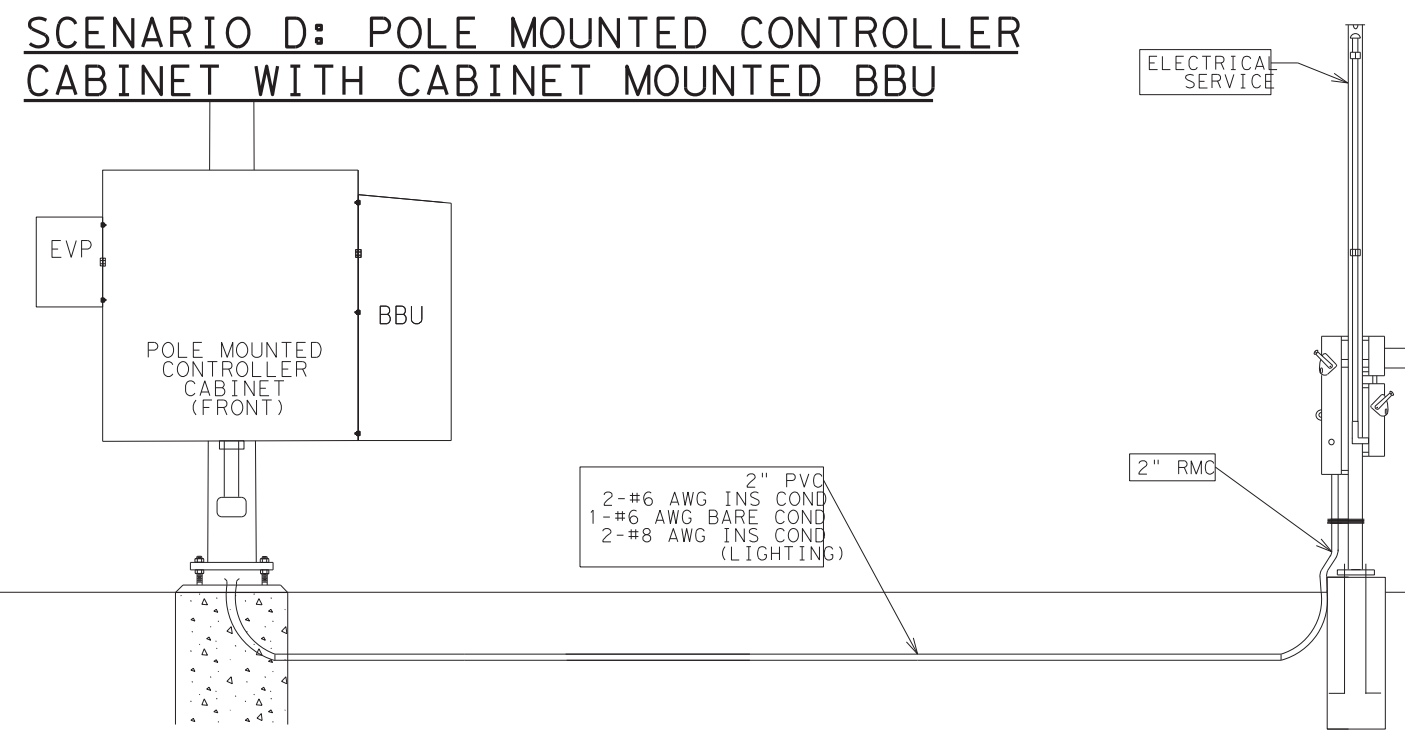 SCENARIO D: POLE MOUNTED CONTROLLER
CABINET WITH CABINET MOUNTED BBU
ELECTRICAL
SERVICE
EVP
BBU
POLE MOUNTED
CONTROLLER
CABINET
(FRONT)
2" PVC
2-#6 AWG INS COND
1-#6 AWG BARE COND
2-#8 AWG INS COND
(LIGHTING)
2" RMC